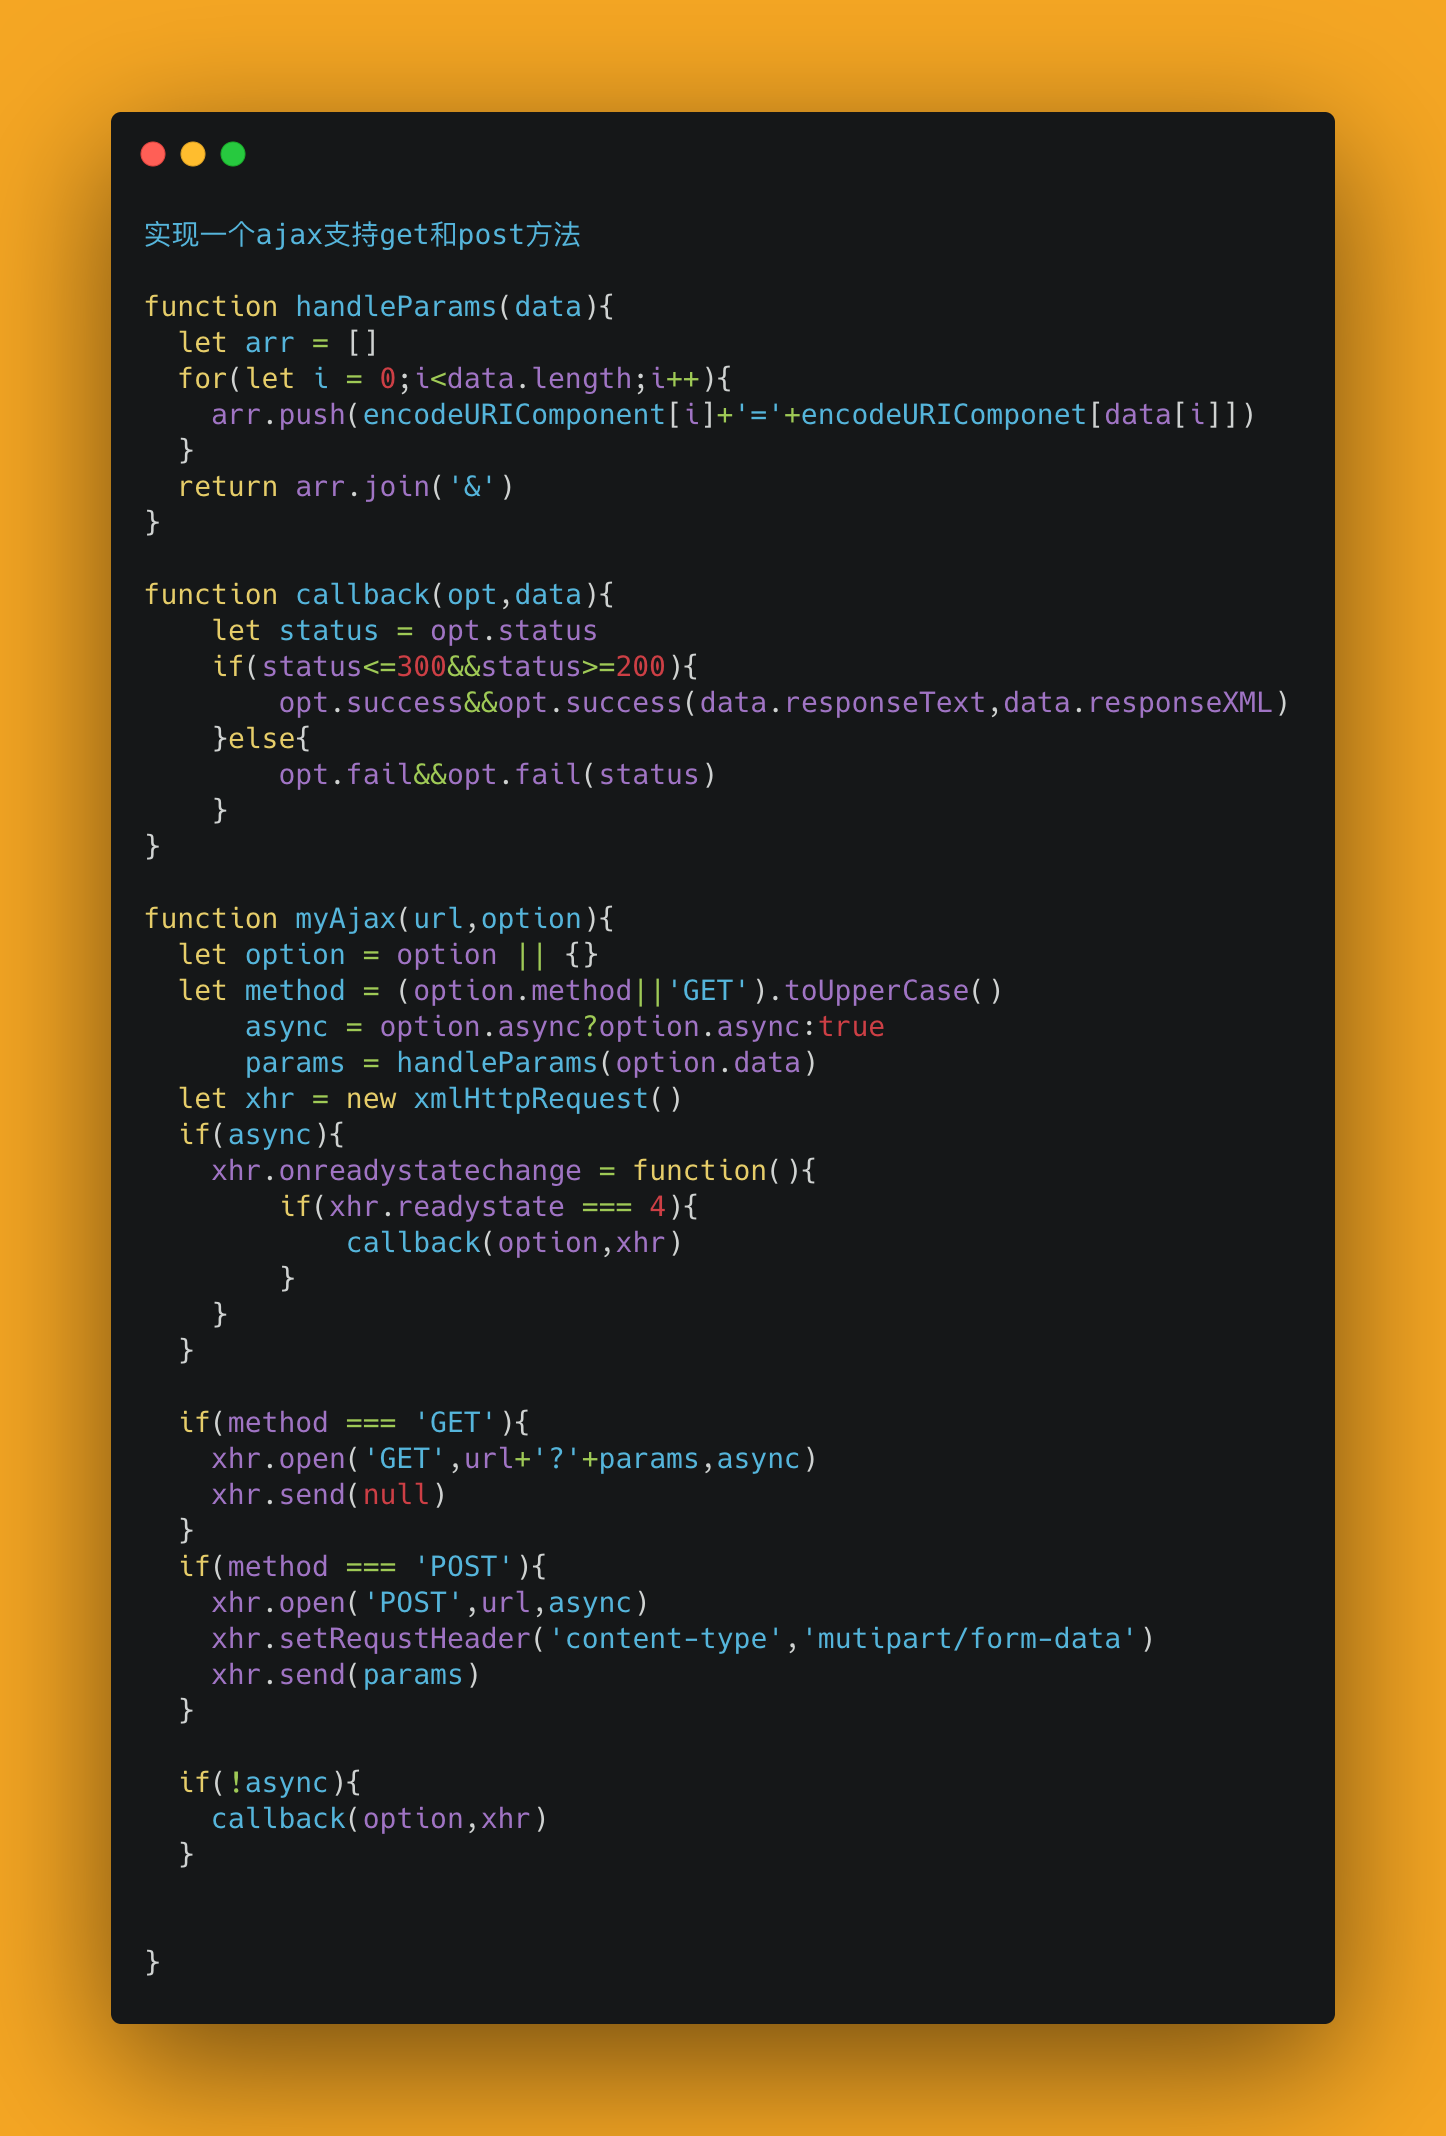 实现一个ajax支持get和post方法
function handleParams(data){
  let arr = []
  for(let i = 0;i<data.length;i++){
    arr.push(encodeURIComponent[i]+'='+encodeURIComponet[data[i]])
  }
  return arr.join('&')
}
function callback(opt,data){
    let status = opt.status
    if(status<=300&&status>=200){
        opt.success&&opt.success(data.responseText,data.responseXML)
    }else{
        opt.fail&&opt.fail(status)
    }
}
function myAjax(url,option){
  let option = option || {}
  let method = (option.method||'GET').toUpperCase()
      async = option.async?option.async:true
      params = handleParams(option.data)
  let xhr = new xmlHttpRequest()
  if(async){
    xhr.onreadystatechange = function(){
        if(xhr.readystate === 4){
            callback(option,xhr)
        }
    }
  }
  if(method === 'GET'){
    xhr.open('GET',url+'?'+params,async)
    xhr.send(null)
  }
  if(method === 'POST'){
    xhr.open('POST',url,async)
    xhr.setRequstHeader('content-type','mutipart/form-data')
    xhr.send(params)
  }
  if(!async){
    callback(option,xhr)
  }
}